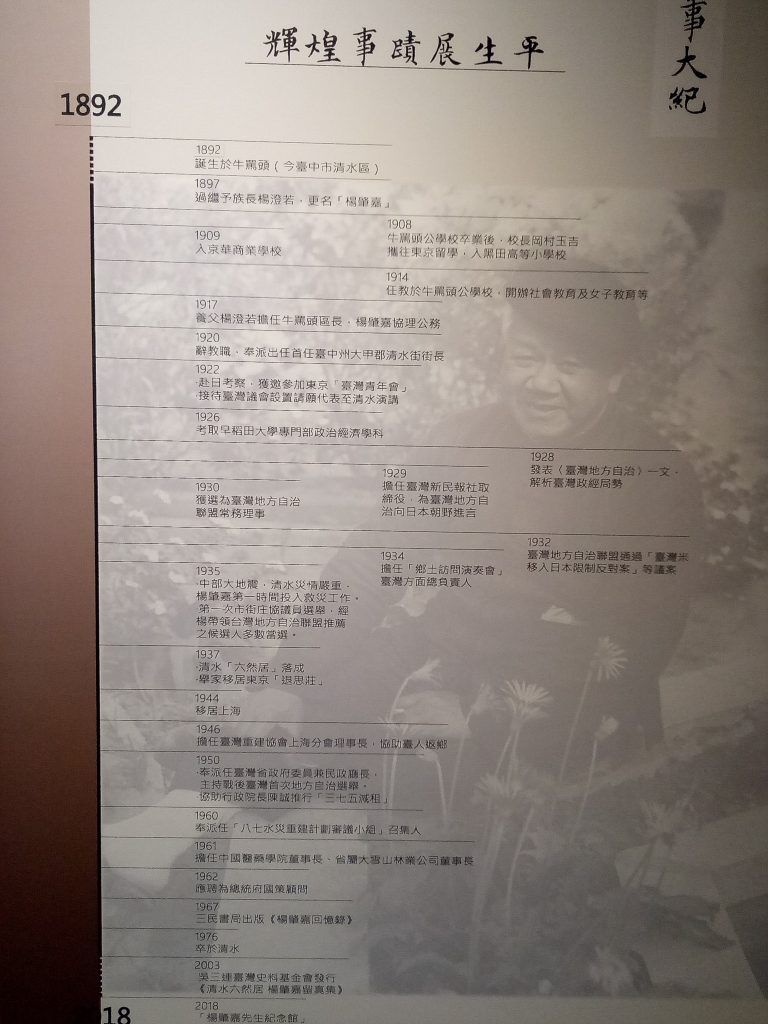 輝煌事蹟展生平
事大紀
1892
1892
誕生於牛罵頭（今臺中市清水區）
1897
過繼予族長楊澄若，更名「楊肇嘉」
1908
牛罵頭公學校卒業後，校長岡村玉吉
攜往東京留學，入黑田高等小學校
1909
入京華商業學校
1914
任教於牛罵頭公學校，開辦社會教育及女子教育等
1917
養父楊澄若擔任牛罵頭區長，楊肇嘉協理公務
1920
辭教職，奉派出任首任臺中州大甲郡清水街街長
1922
·赴日考察，獲邀參加東京「臺灣青年會」
·接待臺灣議會設置請願代表至清水演講
1926
考取早稻田大學專門部政治經濟學科
1928
發表〈臺灣地方自治〉一文，
解析臺灣政經局勢
1929
擔任臺灣新民報社取
締役，為臺灣地方自
治向日本朝野進言
1930
獲選為臺灣地方自治
聯盟常務理事
1932
臺灣地方自治聯盟通過「臺灣米
移入日本限制反對案」等議案
1934
擔任「鄉土訪問演奏會」
臺灣方面總負責人
1935
·中部大地震，清水災情嚴重，
楊肇嘉第一時間投入救災工作。
·第一次市街庄協議員選舉，經
楊帶領台灣地方自治聯盟推薦
之候選人多數當選。
1937
·清水「六然居」落成
·舉家移居東京「退思莊」
1944
移居上海
1946
擔任臺灣重建協會上海分會理事長，協助臺人返鄉
1950
·奉派任臺灣省政府委員兼民政廳長，
主持戰後臺灣首次地方自治選舉。
·協助行政院長陳誠推行「三七五減租」
1960
奉派任「八七水災重建計劃審議小組」召集人
1961
擔任中國醫藥學院董事長、省屬大雪山林業公司董事長
1962
應聘為總統府國策顧問
1967
三民書局出版《楊肇嘉回憶錄》
1976
卒於清水
2003
吳三連臺灣史料基金會發行
《清水六然居 楊肇嘉留真集》
2018
「楊肇嘉先生紀念館」
018